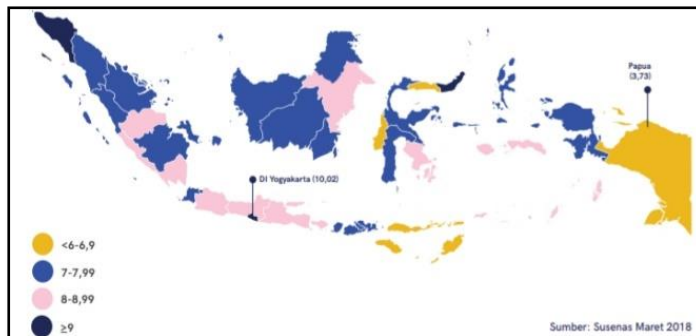 Papua
(3,73)
DI Yogyakarta (10,02)
<6-6,9
7-7,99
8-8,99
≥9
Sumber: Susenas Maret 2018